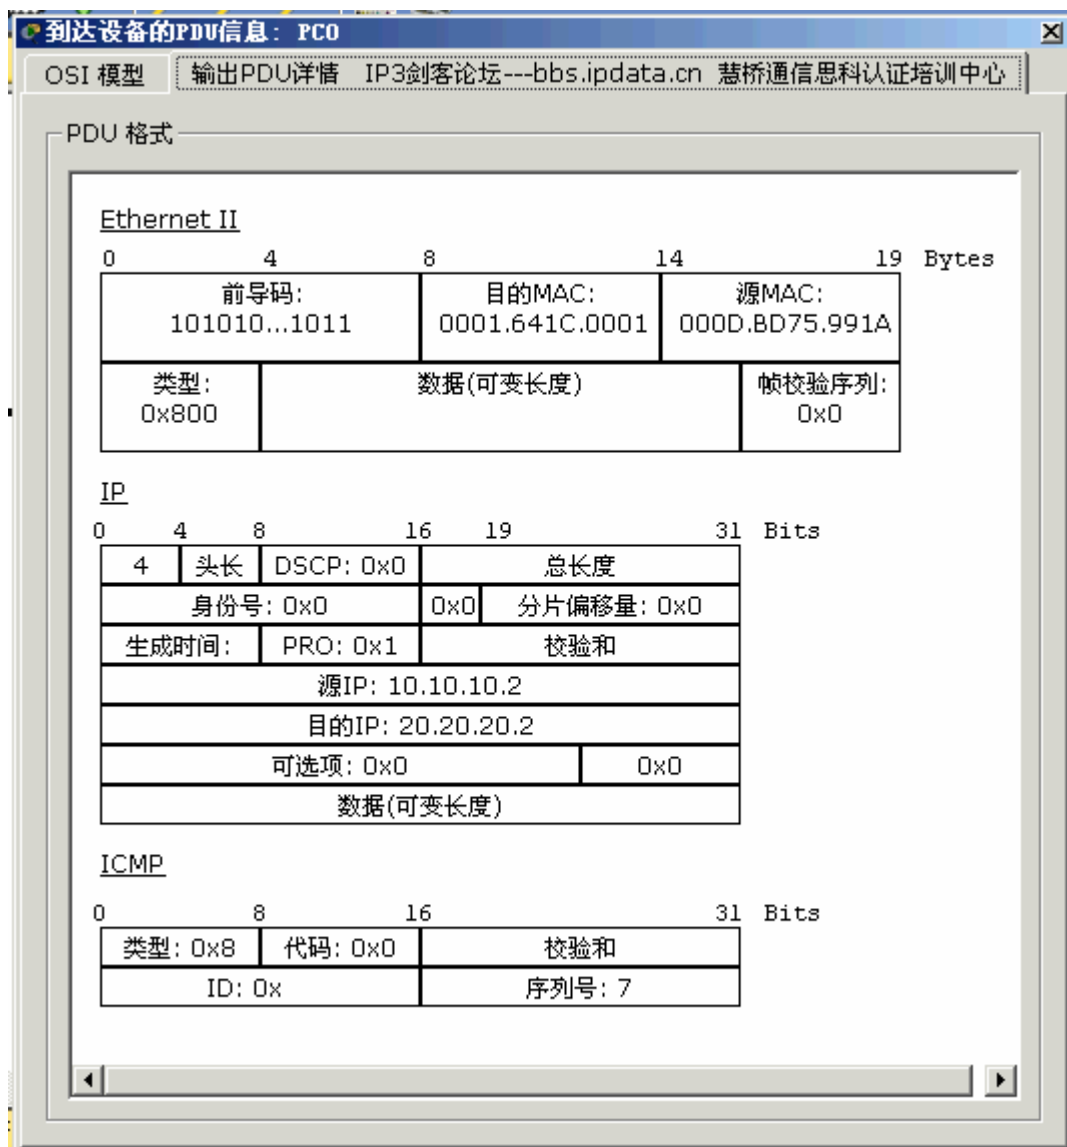 到达设备的PDU信息: PC0
OSI 模型 输出PDU详情 IP3剑客论坛---bbs.ipdata.cn 慧桥通信思科认证培训中心
PDU 格式
Ethernet II
0 4 8 14 19 Bytes
前导码: 目的MAC: 源MAC:
101010...1011 0001.641C.0001 000D.BD75.991A
类型: 数据(可变长度) 帧校验序列:
0x800 0x0
IP
0 4 8 16 19 31 Bits
4 头长 DSCP: 0x0 总长度
身份号: 0x0 0x0 分片偏移量: 0x0
生成时间: PRO: 0x1 校验和
源IP: 10.10.10.2
目的IP: 20.20.20.2
可选项: 0x0 0x0
数据(可变长度)
ICMP
0 8 16 31 Bits
类型: 0x8 代码: 0x0 校验和
ID: 0x 序列号: 7